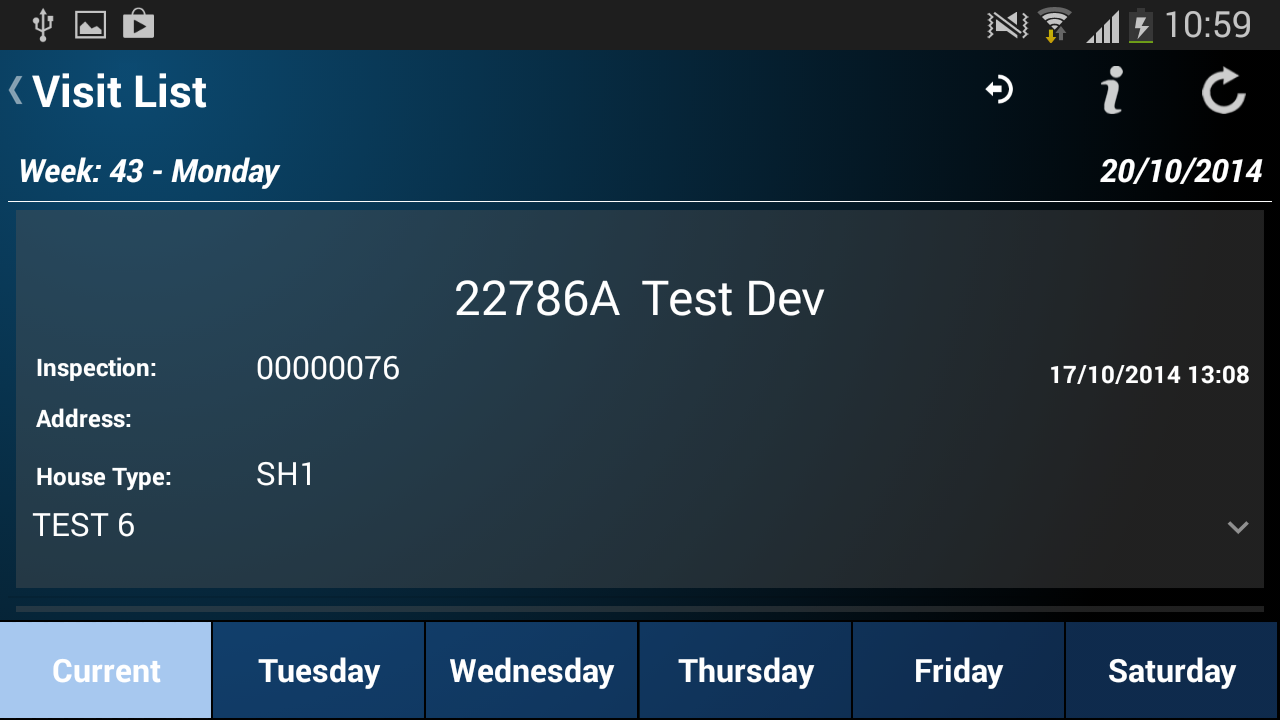 10:59
Visit List
Week: 43 - Monday 20/10/2014
22786A Test Dev
Inspection: 00000076 17/10/2014 13:08
Address:
House Type: SH1
TEST 6
Current Tuesday Wednesday Thursday Friday Saturday